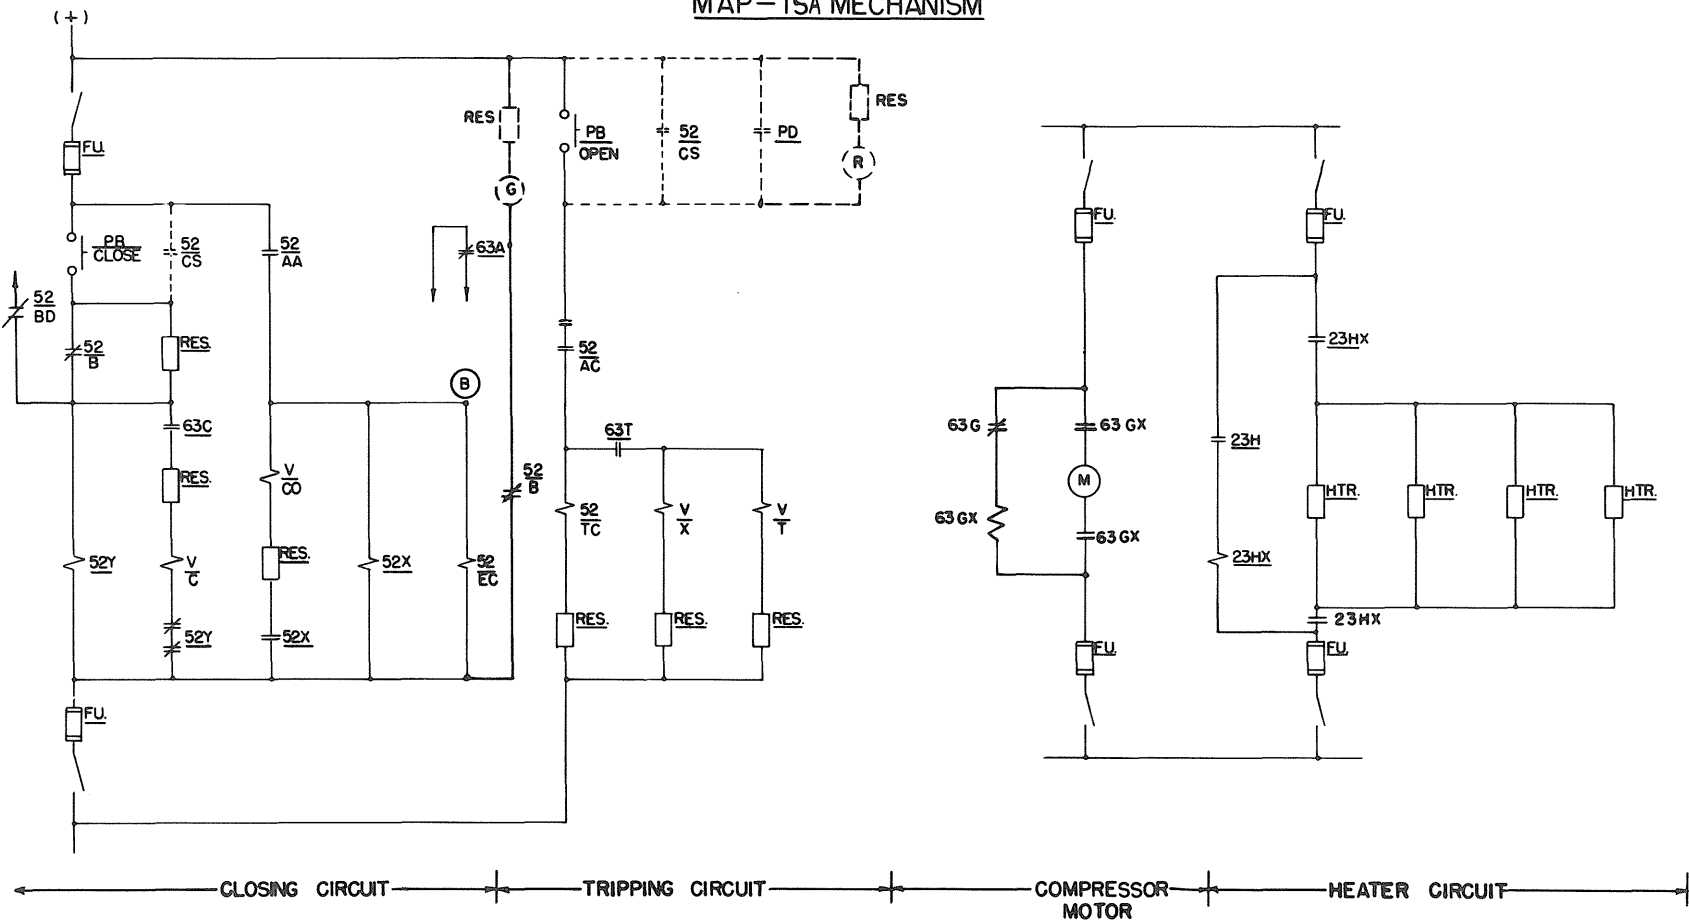 MAP-15A MECHANISM
(+)
FU.
PB
CLOSE
52
CS
52
AA
52
BD
52
B
RES.
63C
RES.
V
CO
52Y
V
C
RES.
52X
52
EC
52Y
52X
FU.
RES
G
63A
B
52
B
PB
OPEN
52
CS
PD
RES
R
52
AC
63T
52
TC
V
X
V
T
RES.
RES.
RES.
FU.
63G
63 GX
M
63 GX
63 GX
FU.
FU.
23HX
23H
HTR.
HTR.
HTR.
HTR.
23HX
23HX
FU.
CLOSING CIRCUIT
TRIPPING CIRCUIT
COMPRESSOR
MOTOR
HEATER CIRCUIT